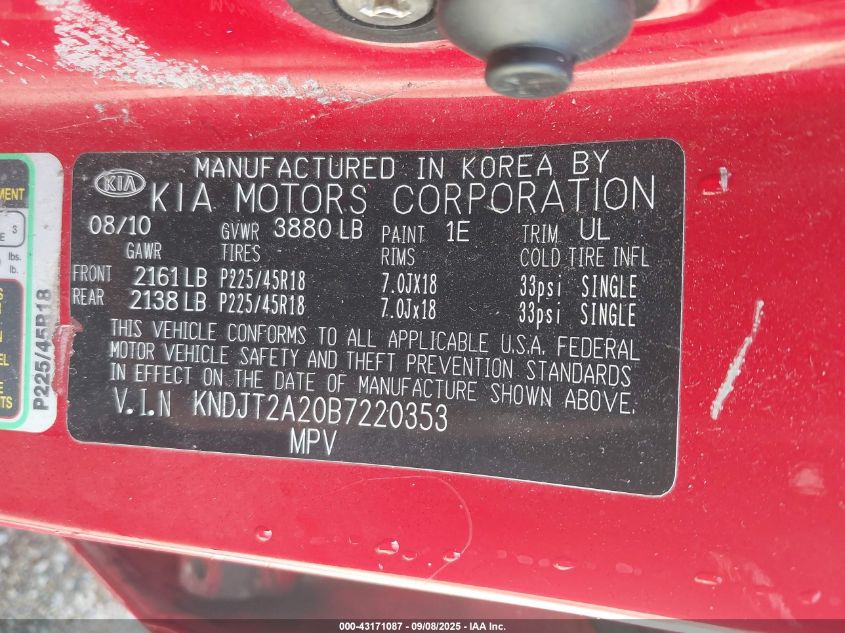 MANUFACTURED IN KOREA BY
KIA
KIA MOTORS CORPORATION
08/10 GVWR 3880 LB PAINT 1E TRIM UL
GAWR TIRES RIMS COLD TIRE INFL
FRONT 2161 LB P225/45R18 7.0JX18 33psi SINGLE
REAR 2138 LB P225/45R18 7.0Jx18 33psi SINGLE
THIS VEHICLE CONFORMS TO ALL APPLICABLE U.S.A. FEDERAL
MOTOR VEHICLE SAFETY AND THEFT PREVENTION STANDARDS
IN EFFECT ON THE DATE OF MANUFACTURE SHOWN ABOVE.
V.I.N KNDJT2A20B7220353
MPV
P225/45R18
000-43171087 - 09/08/2025 - IAA Inc.